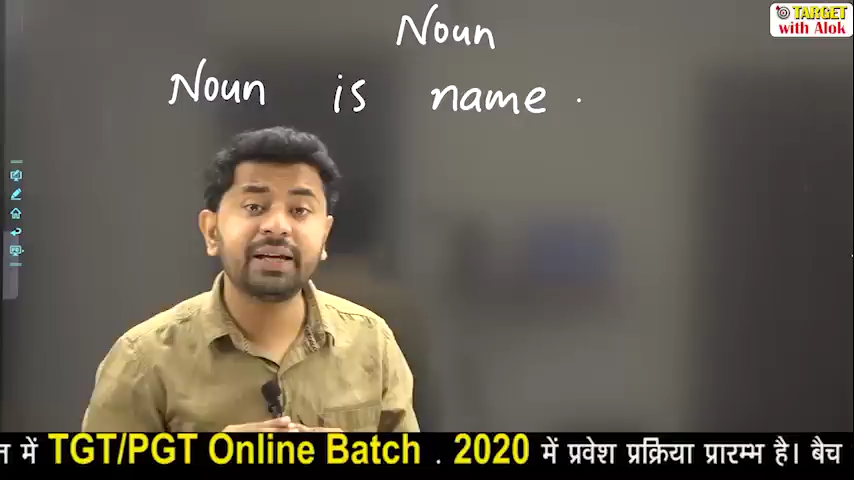 Noun
TARGET
with Alok
Noun is name .
में TGT/PGT Online Batch . 2020 में प्रवेश प्रक्रिया प्रारम्भ है। बैच